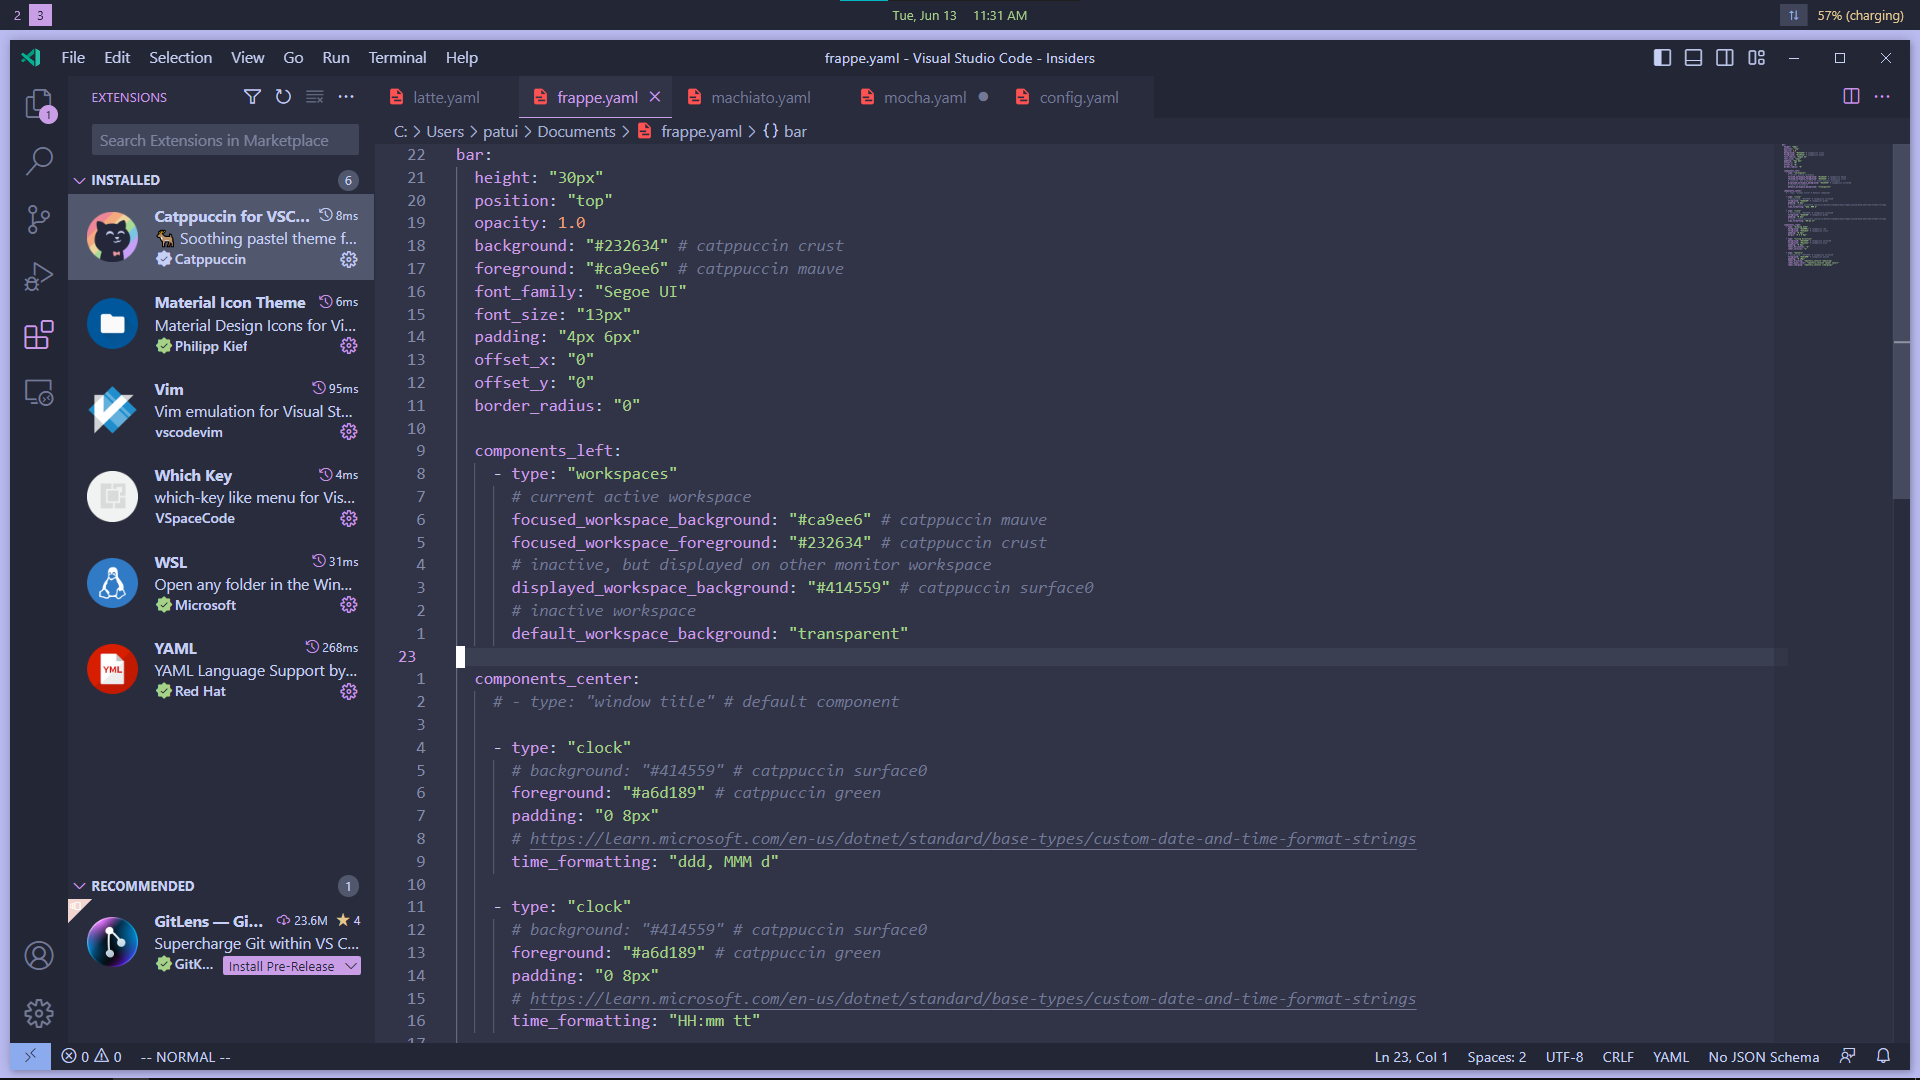 2 3
Tue, Jun 13 11:31 AM
57% (charging)
File Edit Selection View Go Run Terminal Help
frappe.yaml - Visual Studio Code - Insiders
1
EXTENSIONS
latte.yaml
frappe.yaml
machiato.yaml
mocha.yaml
config.yaml
Search Extensions in Marketplace
INSTALLED 6
Catppuccin for VSC... 8ms
Soothing pastel theme f...
Catppuccin
Material Icon Theme 6ms
Material Design Icons for Vi...
Philipp Kief
Vim 95ms
Vim emulation for Visual St...
vscodevim
Which Key 4ms
which-key like menu for Vis...
VSpaceCode
WSL 31ms
Open any folder in the Win...
Microsoft
YML
YAML 268ms
YAML Language Support by...
Red Hat
RECOMMENDED 1
GitLens — Gi... 23.6M 4
Supercharge Git within VS C...
GitK... Install Pre-Release
C: > Users > patui > Documents > frappe.yaml > {} bar
22 bar:
21 height: "30px"
20 position: "top"
19 opacity: 1.0
18 background: "#232634" # catppuccin crust
17 foreground: "#ca9ee6" # catppuccin mauve
16 font_family: "Segoe UI"
15 font_size: "13px"
14 padding: "4px 6px"
13 offset_x: "0"
12 offset_y: "0"
11 border_radius: "0"
10
9 components_left:
8 - type: "workspaces"
7 # current active workspace
6 focused_workspace_background: "#ca9ee6" # catppuccin mauve
5 focused_workspace_foreground: "#232634" # catppuccin crust
4 # inactive, but displayed on other monitor workspace
3 displayed_workspace_background: "#414559" # catppuccin surface0
2 # inactive workspace
1 default_workspace_background: "transparent"
23
1 components_center:
2 # - type: "window title" # default component
3
4 - type: "clock"
5 # background: "#414559" # catppuccin surface0
6 foreground: "#a6d189" # catppuccin green
7 padding: "0 8px"
8 # https://learn.microsoft.com/en-us/dotnet/standard/base-types/custom-date-and-time-format-strings
9 time_formatting: "ddd, MMM d"
10
11 - type: "clock"
12 # background: "#414559" # catppuccin surface0
13 foreground: "#a6d189" # catppuccin green
14 padding: "0 8px"
15 # https://learn.microsoft.com/en-us/dotnet/standard/base-types/custom-date-and-time-format-strings
16 time_formatting: "HH:mm tt"
17
0 0 -- NORMAL --
Ln 23, Col 1 Spaces: 2 UTF-8 CRLF YAML No JSON Schema